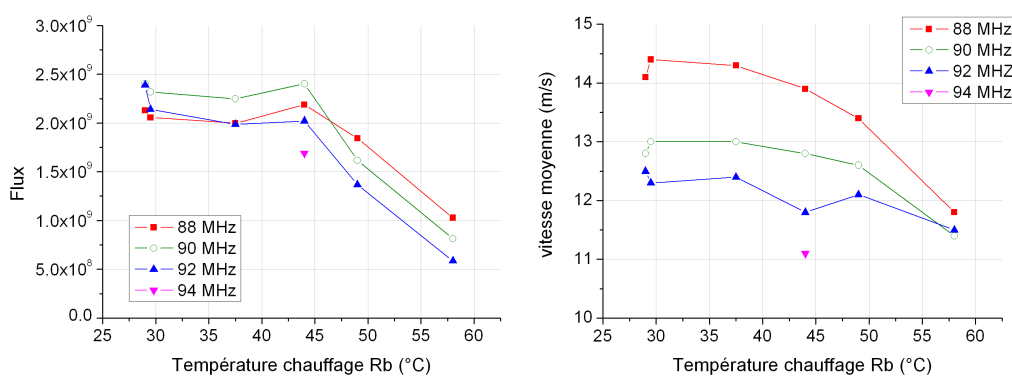 3.0x10⁹
2.5x10⁹
2.0x10⁹
1.5x10⁹
1.0x10⁹
5.0x10⁸
0.0
Flux
88 MHz
90 MHz
92 MHz
94 MHz
25 30 35 40 45 50 55 60
Température chauffage Rb (°C)
15
14
13
12
11
10
vitesse moyenne (m/s)
88 MHz
90 MHz
92 MHZ
94 MHz
25 30 35 40 45 50 55 60
Température chauffage Rb (°C)